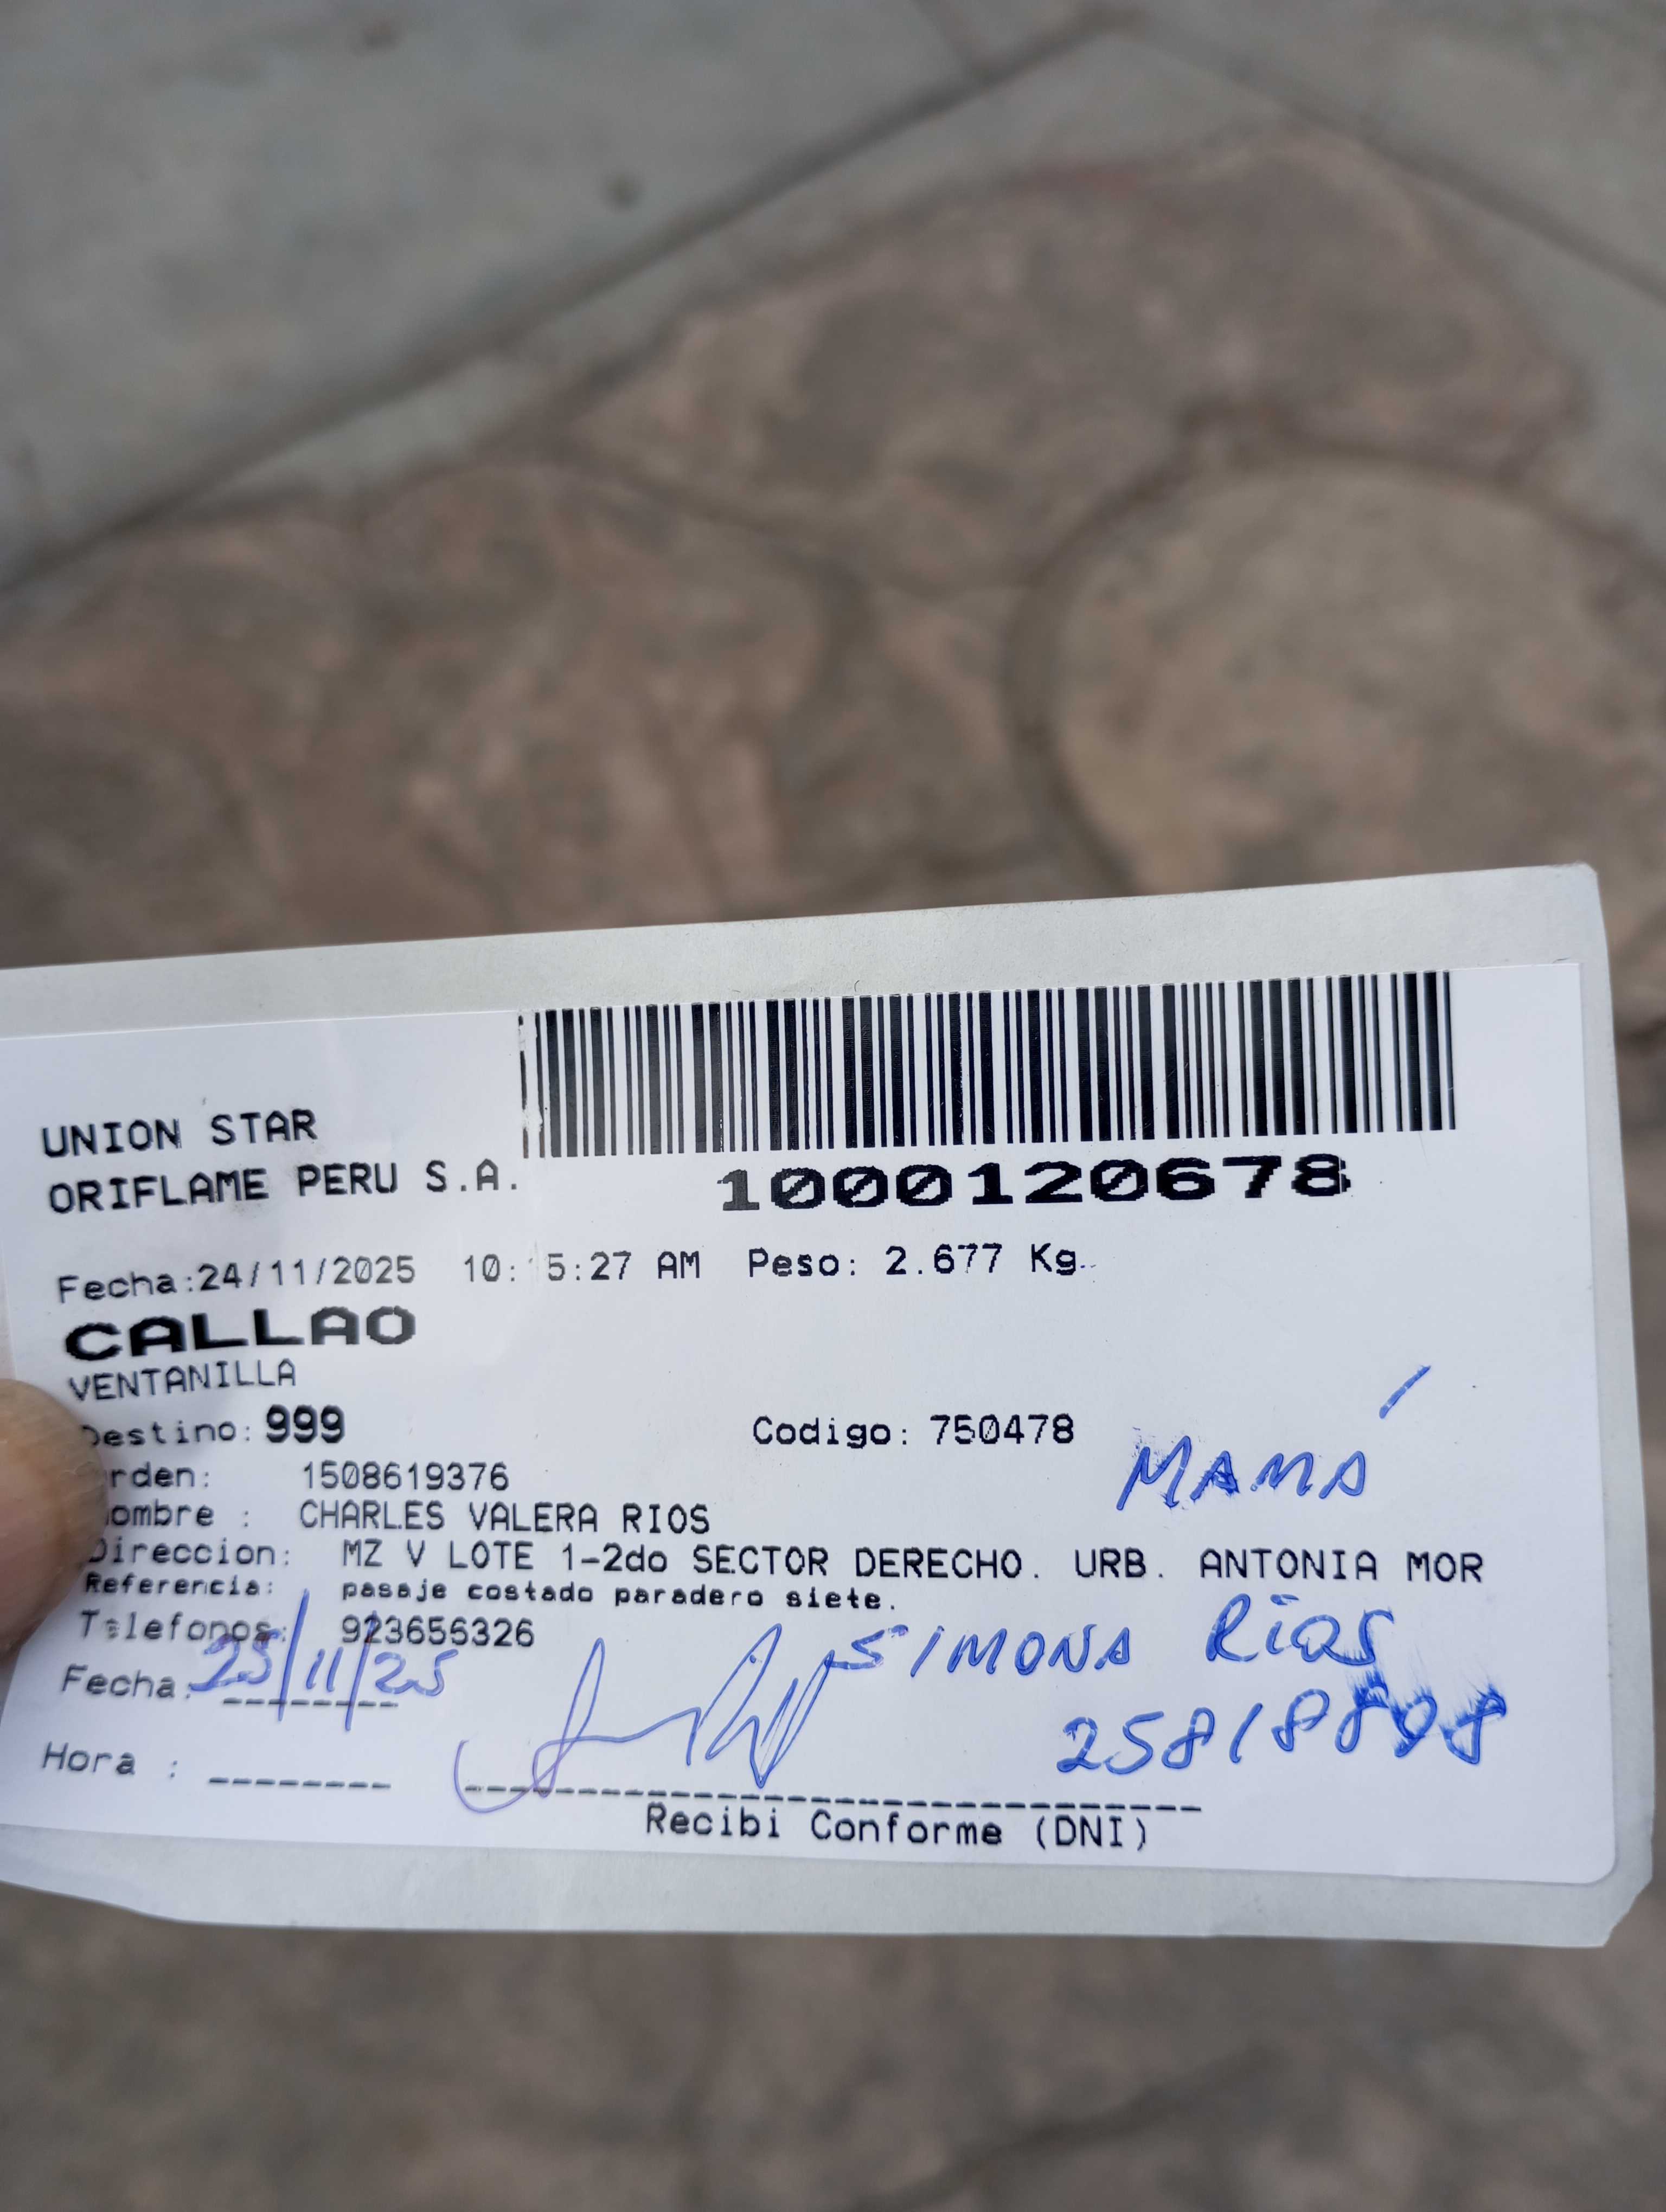 UNION STAR
ORIFLAME PERU S.A.
1000120678
Fecha:24/11/2025 10: 5:27 AM Peso: 2.677 Kg.
CALLAO
VENTANILLA
Destino: 999 Codigo: 750478
MAMÁ
rden: 1508619376
ombre : CHARLES VALERA RIOS
Direccion: MZ V LOTE 1-2do SECTOR DERECHO. URB. ANTONIA MOR
Referencia: pasaje costado paradero siete.
Telefonos: 923656326
SIMONA Rios
Fecha: 25/11/25
Hora :
Recibi Conforme (DNI)